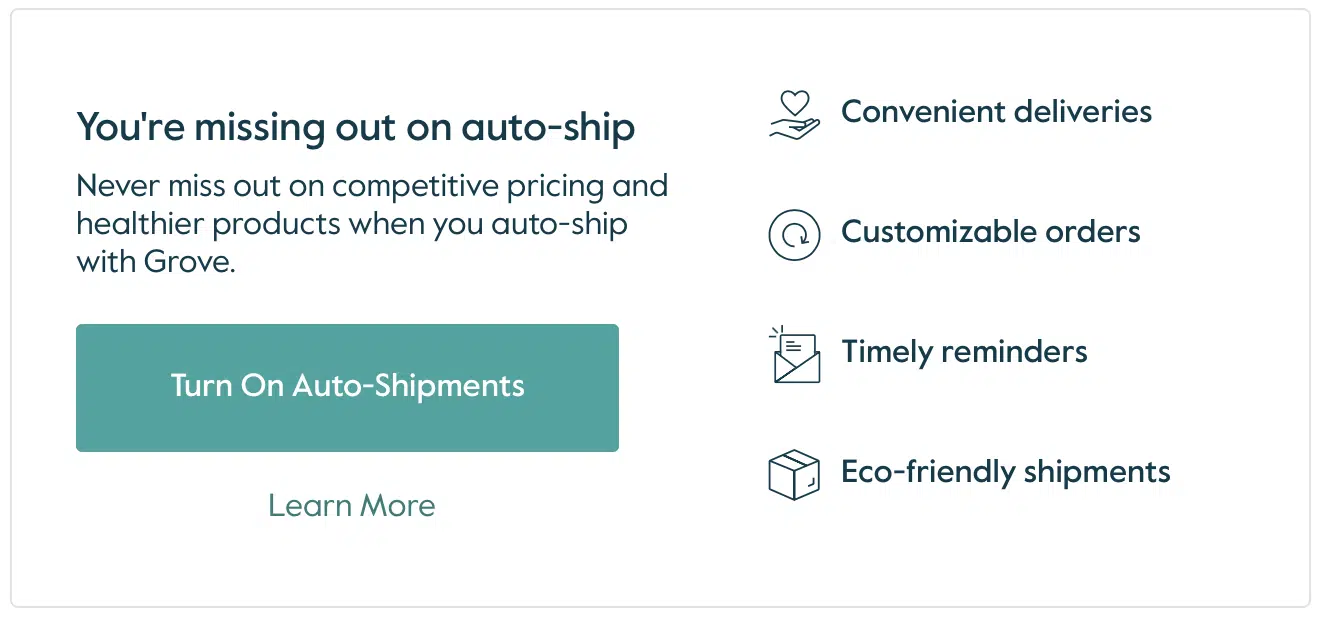 You're missing out on auto-ship
Never miss out on competitive pricing and
healthier products when you auto-ship
with Grove.
Turn On Auto-Shipments
Learn More
Convenient deliveries
Customizable orders
Timely reminders
Eco-friendly shipments